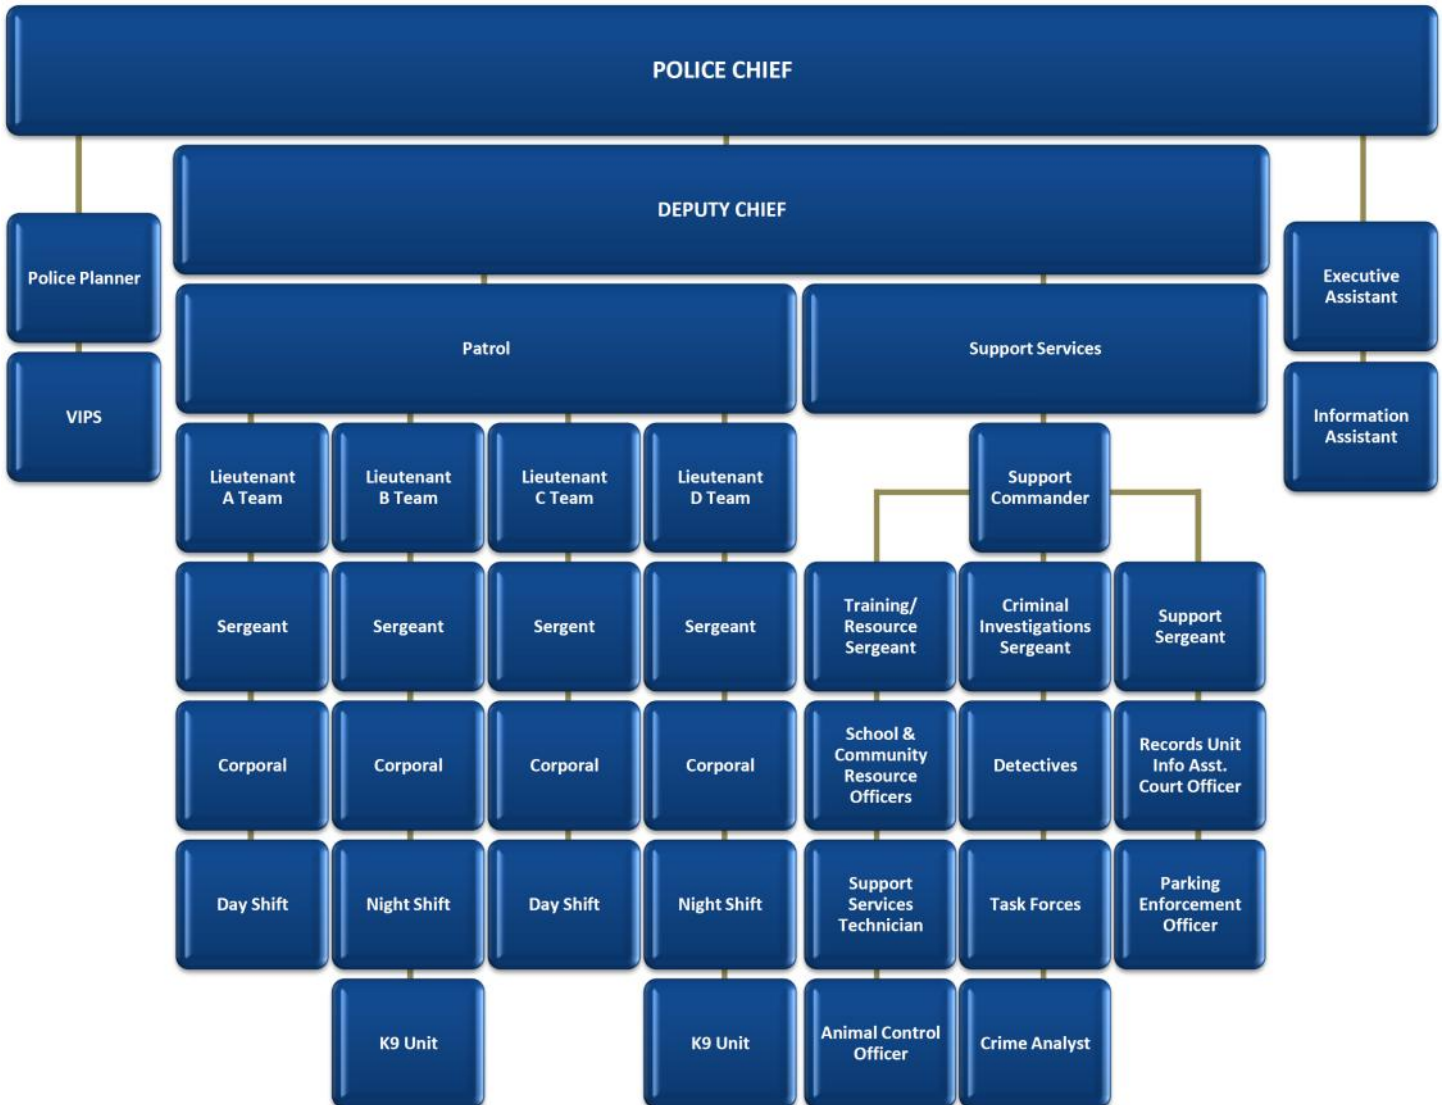 POLICE CHIEF
DEPUTY CHIEF
Police Planner
Executive
Assistant
Patrol
Support Services
VIPS
Information
Assistant
Lieutenant
A Team
Lieutenant
B Team
Lieutenant
C Team
Lieutenant
D Team
Support
Commander
Sergeant
Sergeant
Sergent
Sergeant
Training/
Resource
Sergeant
Criminal
Investigations
Sergeant
Support
Sergeant
Corporal
Corporal
Corporal
Corporal
School &
Community
Resource
Officers
Detectives
Records Unit
Info Asst.
Court Officer
Day Shift
Night Shift
Day Shift
Night Shift
Support
Services
Technician
Task Forces
Parking
Enforcement
Officer
K9 Unit
K9 Unit
Animal Control
Officer
Crime Analyst